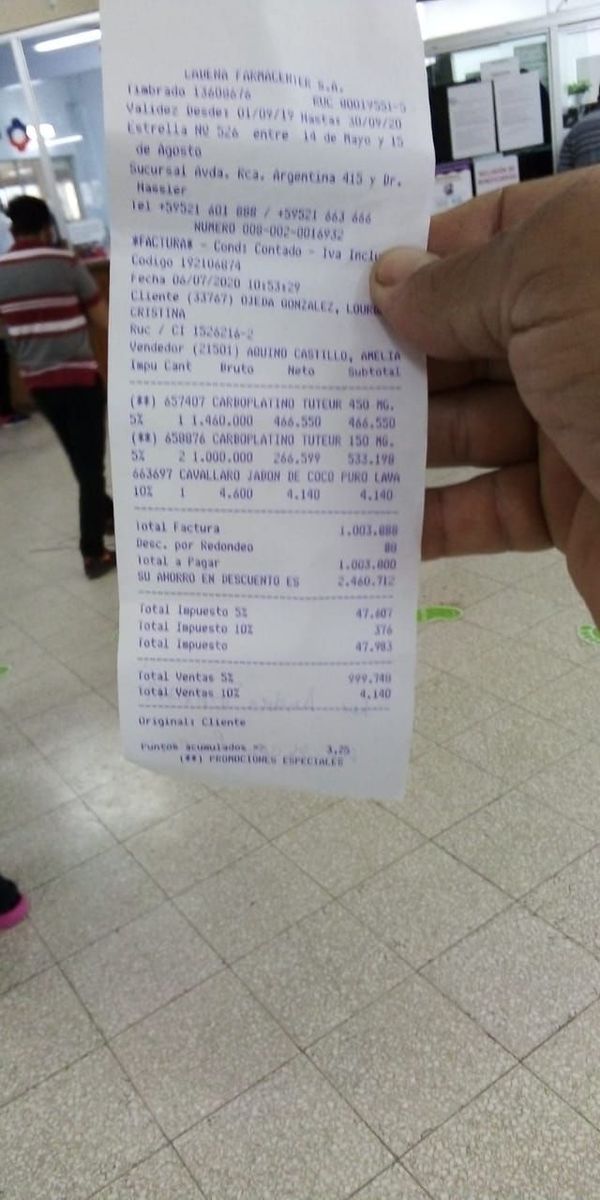 LAVENA FARMACENTER S.A.
Timbrado 13608676 RUC 80019551-5
Validez Desde: 01/09/19 Hasta: 30/09/20
Estrella NQ 526 entre 14 de Mayo y 15
de Agosto
Sucursal Avda. Rca. Argentina 415 y Dr.
Hassler
Tel +59521 601 888 / +59521 663 666
NUMERO 008-002-0016932
*FACTURA* - Cond: Contado - Iva Inclu
Codigo 192106874
Fecha 06/07/2020 10:53:29
Cliente (33767) OJEDA GONZALEZ, LOUR
CRISTINA
Ruc / CI 1526216-2
Vendedor (21501) AQUINO CASTILLO, AMELIA
Impu Cant Bruto Neto Subtotal
(**) 657407 CARBOPLATINO TUTEUR 450 MG.
5% 1 1.460.000 466.550 466.550
(**) 658876 CARBOPLATINO TUTEUR 150 MG.
5% 2 1.000.000 266.599 533.198
663697 CAVALLARO JABON DE COCO PURO LAVA
10% 1 4.600 4.140 4.140
Total Factura 1.003.888
Desc. por Redondeo 88
Total a Pagar 1.003.800
SU AHORRO EN DESCUENTO ES 2.460.712
Total Impuesto 5% 47.607
Total Impuesto 10% 376
Total Impuesto 47.983
Total Ventas 5% 999.748
Total Ventas 10% 4.140
Original: Cliente
Puntos acumulados => 3,25
(**) PROMOCIONES ESPECIALES